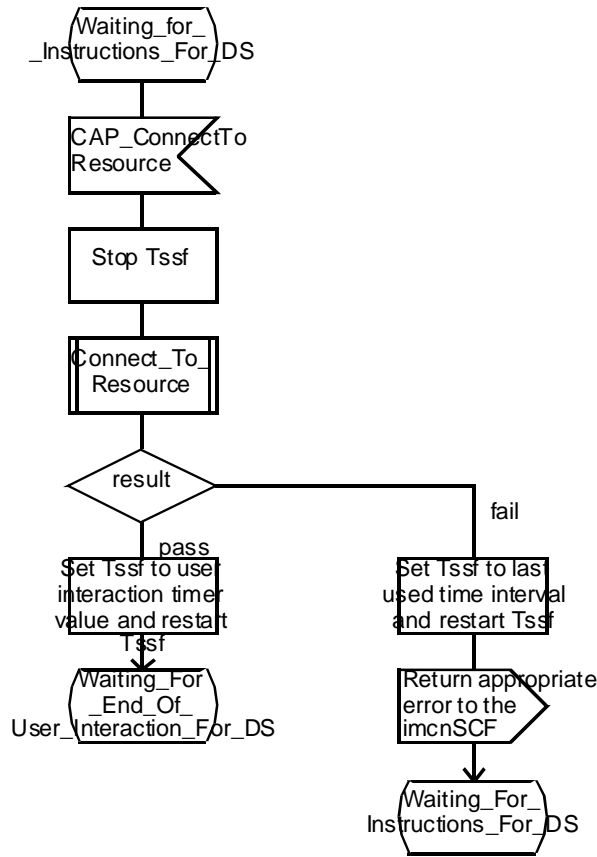 Waiting_for_
_Instructions_For_DS
CAP_ConnectTo
Resource
Stop Tssf
Connect_To_
Resource
result
fail
pass
Set Tssf to user
interaction timer
value and restart
Tssf
Set Tssf to last
used time interval
and restart Tssf
Waiting_For
_End_Of_
User_Interaction_For_DS
Return appropriate
error to the
imcnSCF
Waiting_For_
Instructions_For_DS